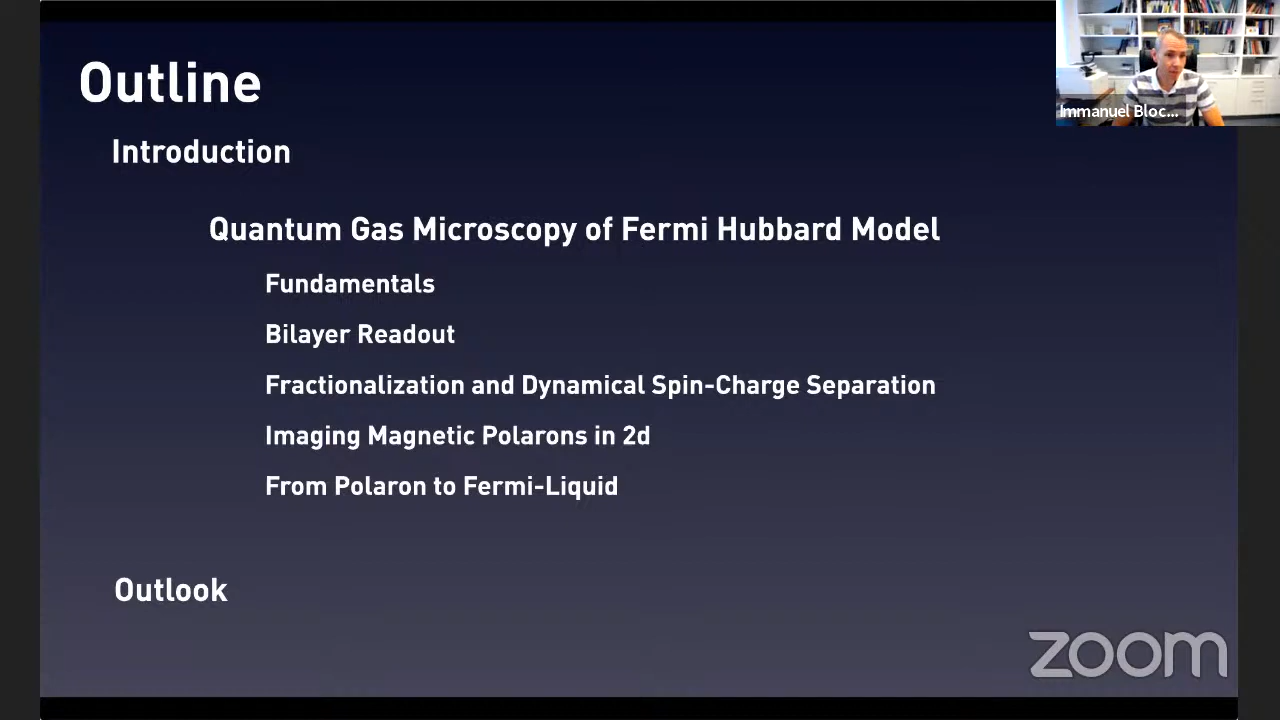 Outline
Immanuel Bloc...
Introduction
Quantum Gas Microscopy of Fermi Hubbard Model
Fundamentals
Bilayer Readout
Fractionalization and Dynamical Spin-Charge Separation
Imaging Magnetic Polarons in 2d
From Polaron to Fermi-Liquid
Outlook
zoom